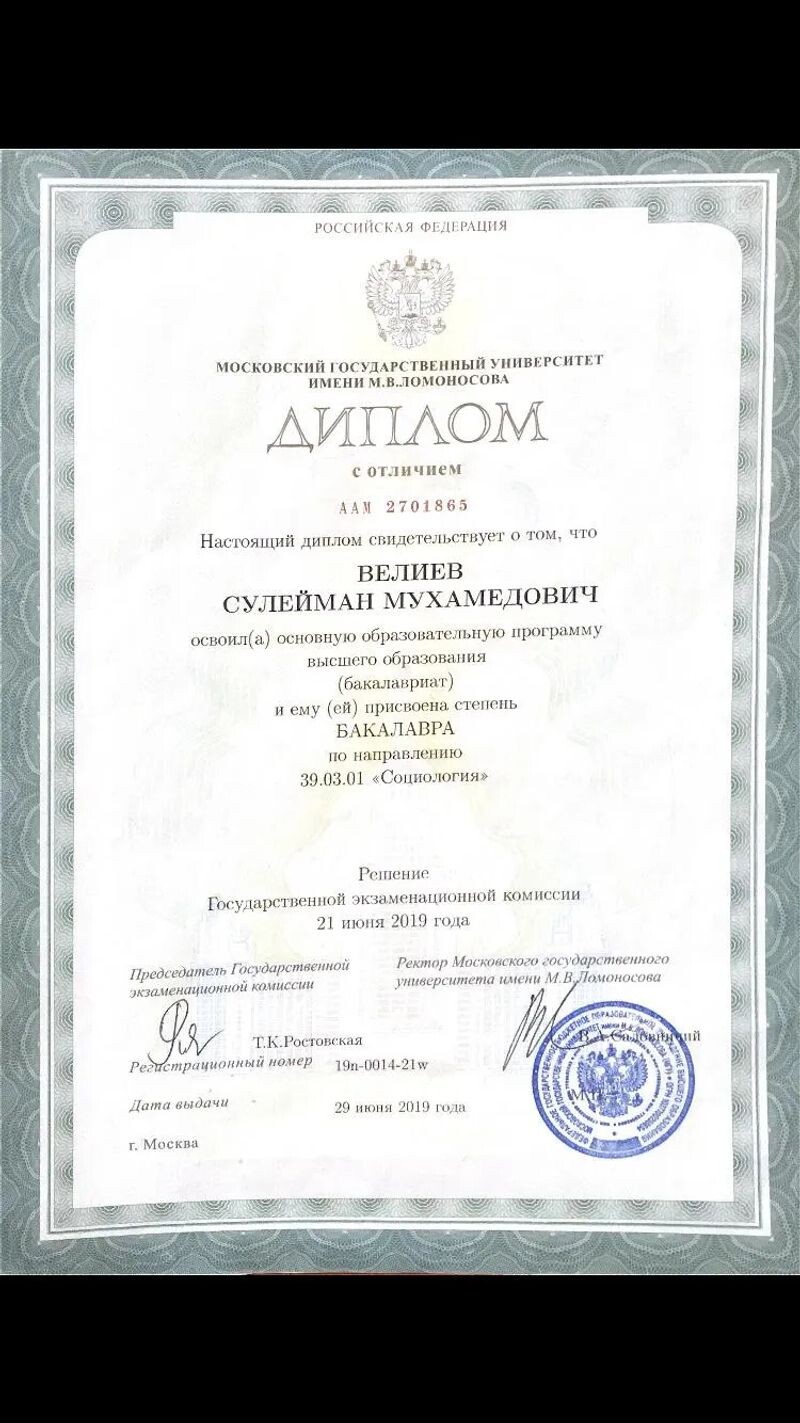 РОССИЙСКАЯ ФЕДЕРАЦИЯ
МОСКОВСКИЙ ГОСУДАРСТВЕННЫЙ УНИВЕРСИТЕТ
ИМЕНИ М.В.ЛОМОНОСОВА
ДИПЛОМ
с отличием
ААМ 2701865
Настоящий диплом свидетельствует о том, что
ВЕЛИЕВ
СУЛЕЙМАН МУХАМЕДОВИЧ
освоил(а) основную образовательную программу
высшего образования
(бакалавриат)
и ему (ей) присвоена степень
БАКАЛАВРА
по направлению
39.03.01 «Социология»
Решение
Государственной экзаменационной комиссии
21 июня 2019 года
Председатель Государственной
экзаменационной комиссии
Ректор Московского государственного
университета имени М.В.Ломоносова
Т.К.Ростовская
В.А.Садовничий
Регистрационный номер 19п-0014-21w
М.П.
Дата выдачи 29 июня 2019 года
г. Москва